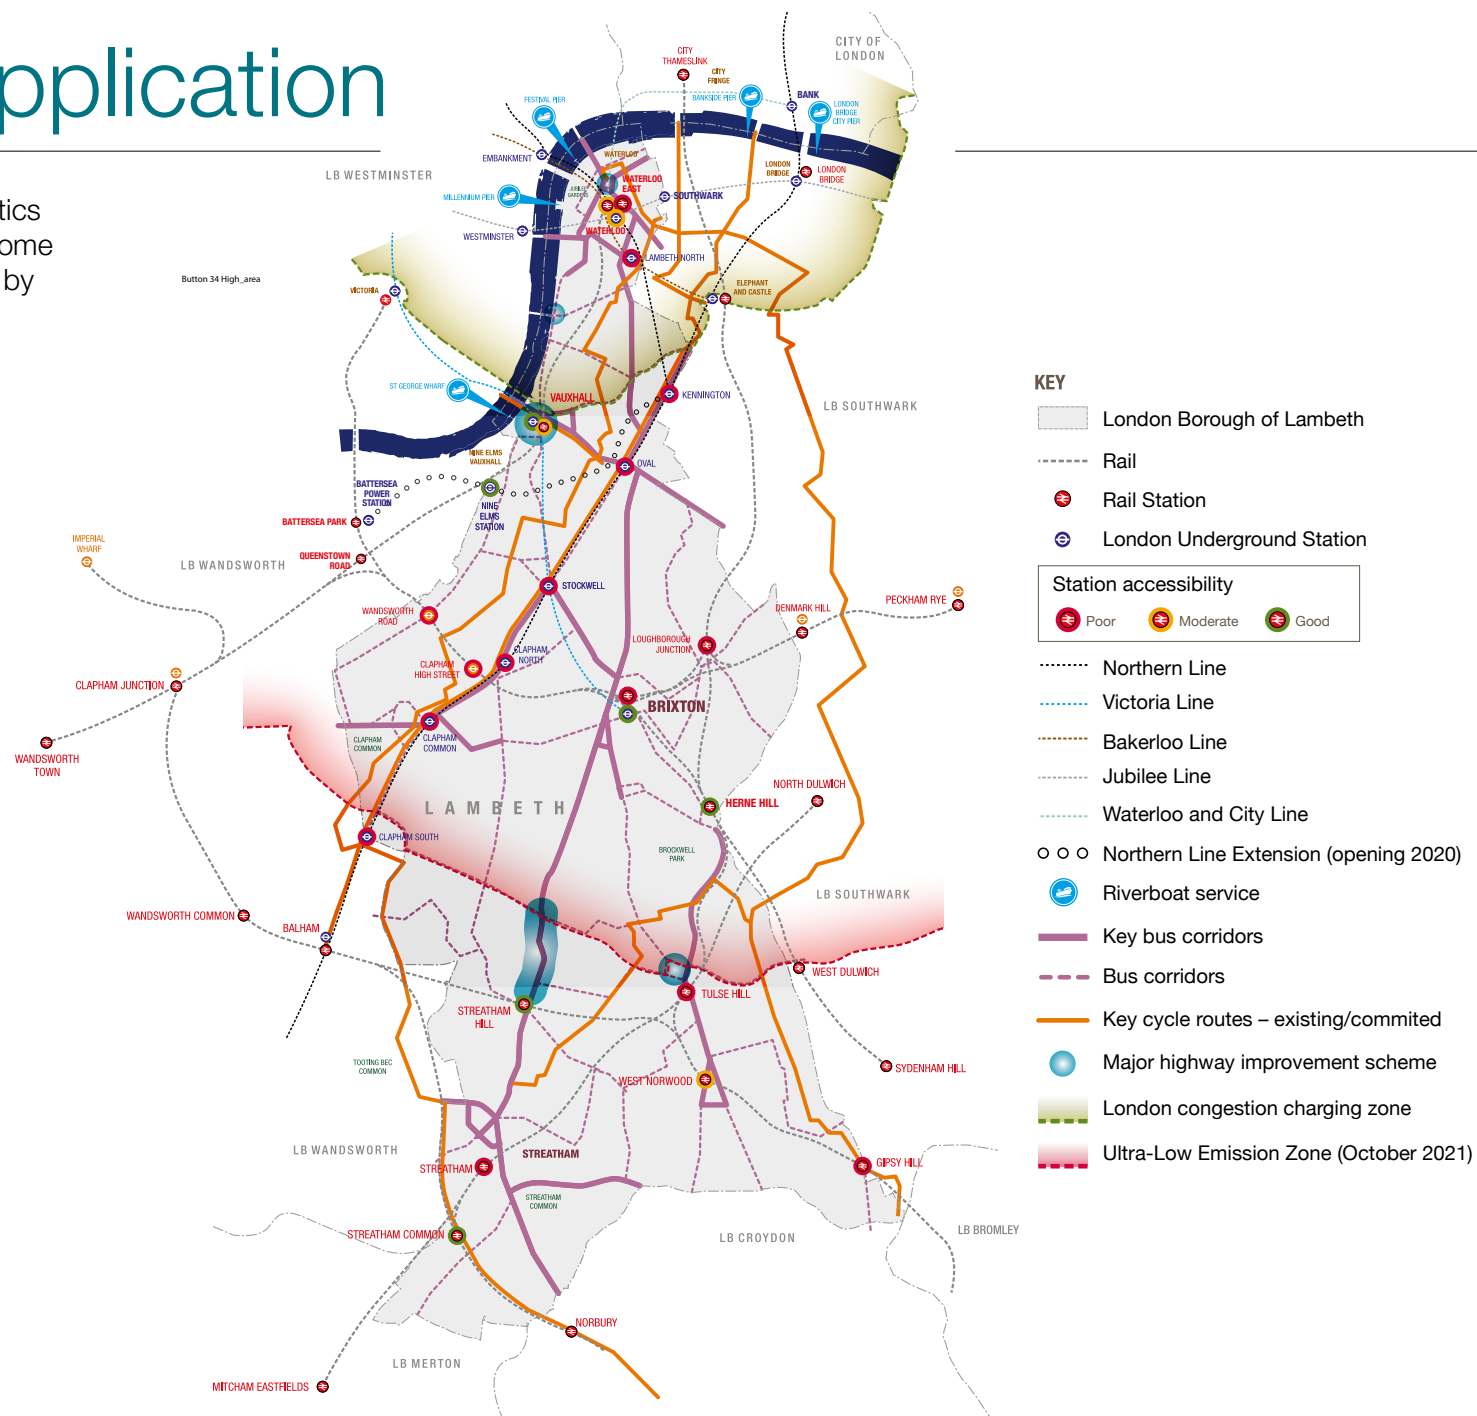 pplication
tics
ome
by
Button 34 High_area
CITY OF
LONDON
CITY
THAMESLINK
CITY
FRINGE
FESTIVAL PIER
BANKSIDE PIER
BANK
LONDON
BRIDGE
CITY PIER
EMBANKMENT
WATERLOO
LB WESTMINSTER
JUBILEE
GARDENS
WATERLOO
EAST
LONDON
BRIDGE
LONDON
BRIDGE
MILLENNIUM PIER
SOUTHWARK
WESTMINSTER
WATERLOO
LAMBETH NORTH
VICTORIA
ELEPHANT
AND CASTLE
ST GEORGE WHARF
VAUXHALL
KENNINGTON
LB SOUTHWARK
NINE ELMS
VAUXHALL
OVAL
BATTERSEA
POWER
STATION
NINE
ELMS
STATION
BATTERSEA PARK
IMPERIAL
WHARF
LB WANDSWORTH
QUEENSTOWN
ROAD
STOCKWELL
WANDSWORTH
ROAD
DENMARK HILL
PECKHAM RYE
LOUGHBOROUGH
JUNCTION
CLAPHAM
NORTH
CLAPHAM
HIGH STREET
CLAPHAM JUNCTION
BRIXTON
CLAPHAM
COMMON
CLAPHAM
COMMON
WANDSWORTH
TOWN
NORTH DULWICH
LAMBETH
HERNE HILL
CLAPHAM SOUTH
BROCKWELL
PARK
LB SOUTHWARK
WANDSWORTH COMMON
BALHAM
WEST DULWICH
TULSE HILL
STREATHAM
HILL
TOOTING BEC
COMMON
SYDENHAM HILL
WEST NORWOOD
LB WANDSWORTH
STREATHAM
STREATHAM
GIPSY HILL
STREATHAM
COMMON
STREATHAM COMMON
LB CROYDON
LB BROMLEY
NORBURY
LB MERTON
MITCHAM EASTFIELDS
KEY
London Borough of Lambeth
Rail
Rail Station
London Underground Station
Station accessibility
Poor Moderate Good
Northern Line
Victoria Line
Bakerloo Line
Jubilee Line
Waterloo and City Line
Northern Line Extension (opening 2020)
Riverboat service
Key bus corridors
Bus corridors
Key cycle routes – existing/commited
Major highway improvement scheme
London congestion charging zone
Ultra-Low Emission Zone (October 2021)